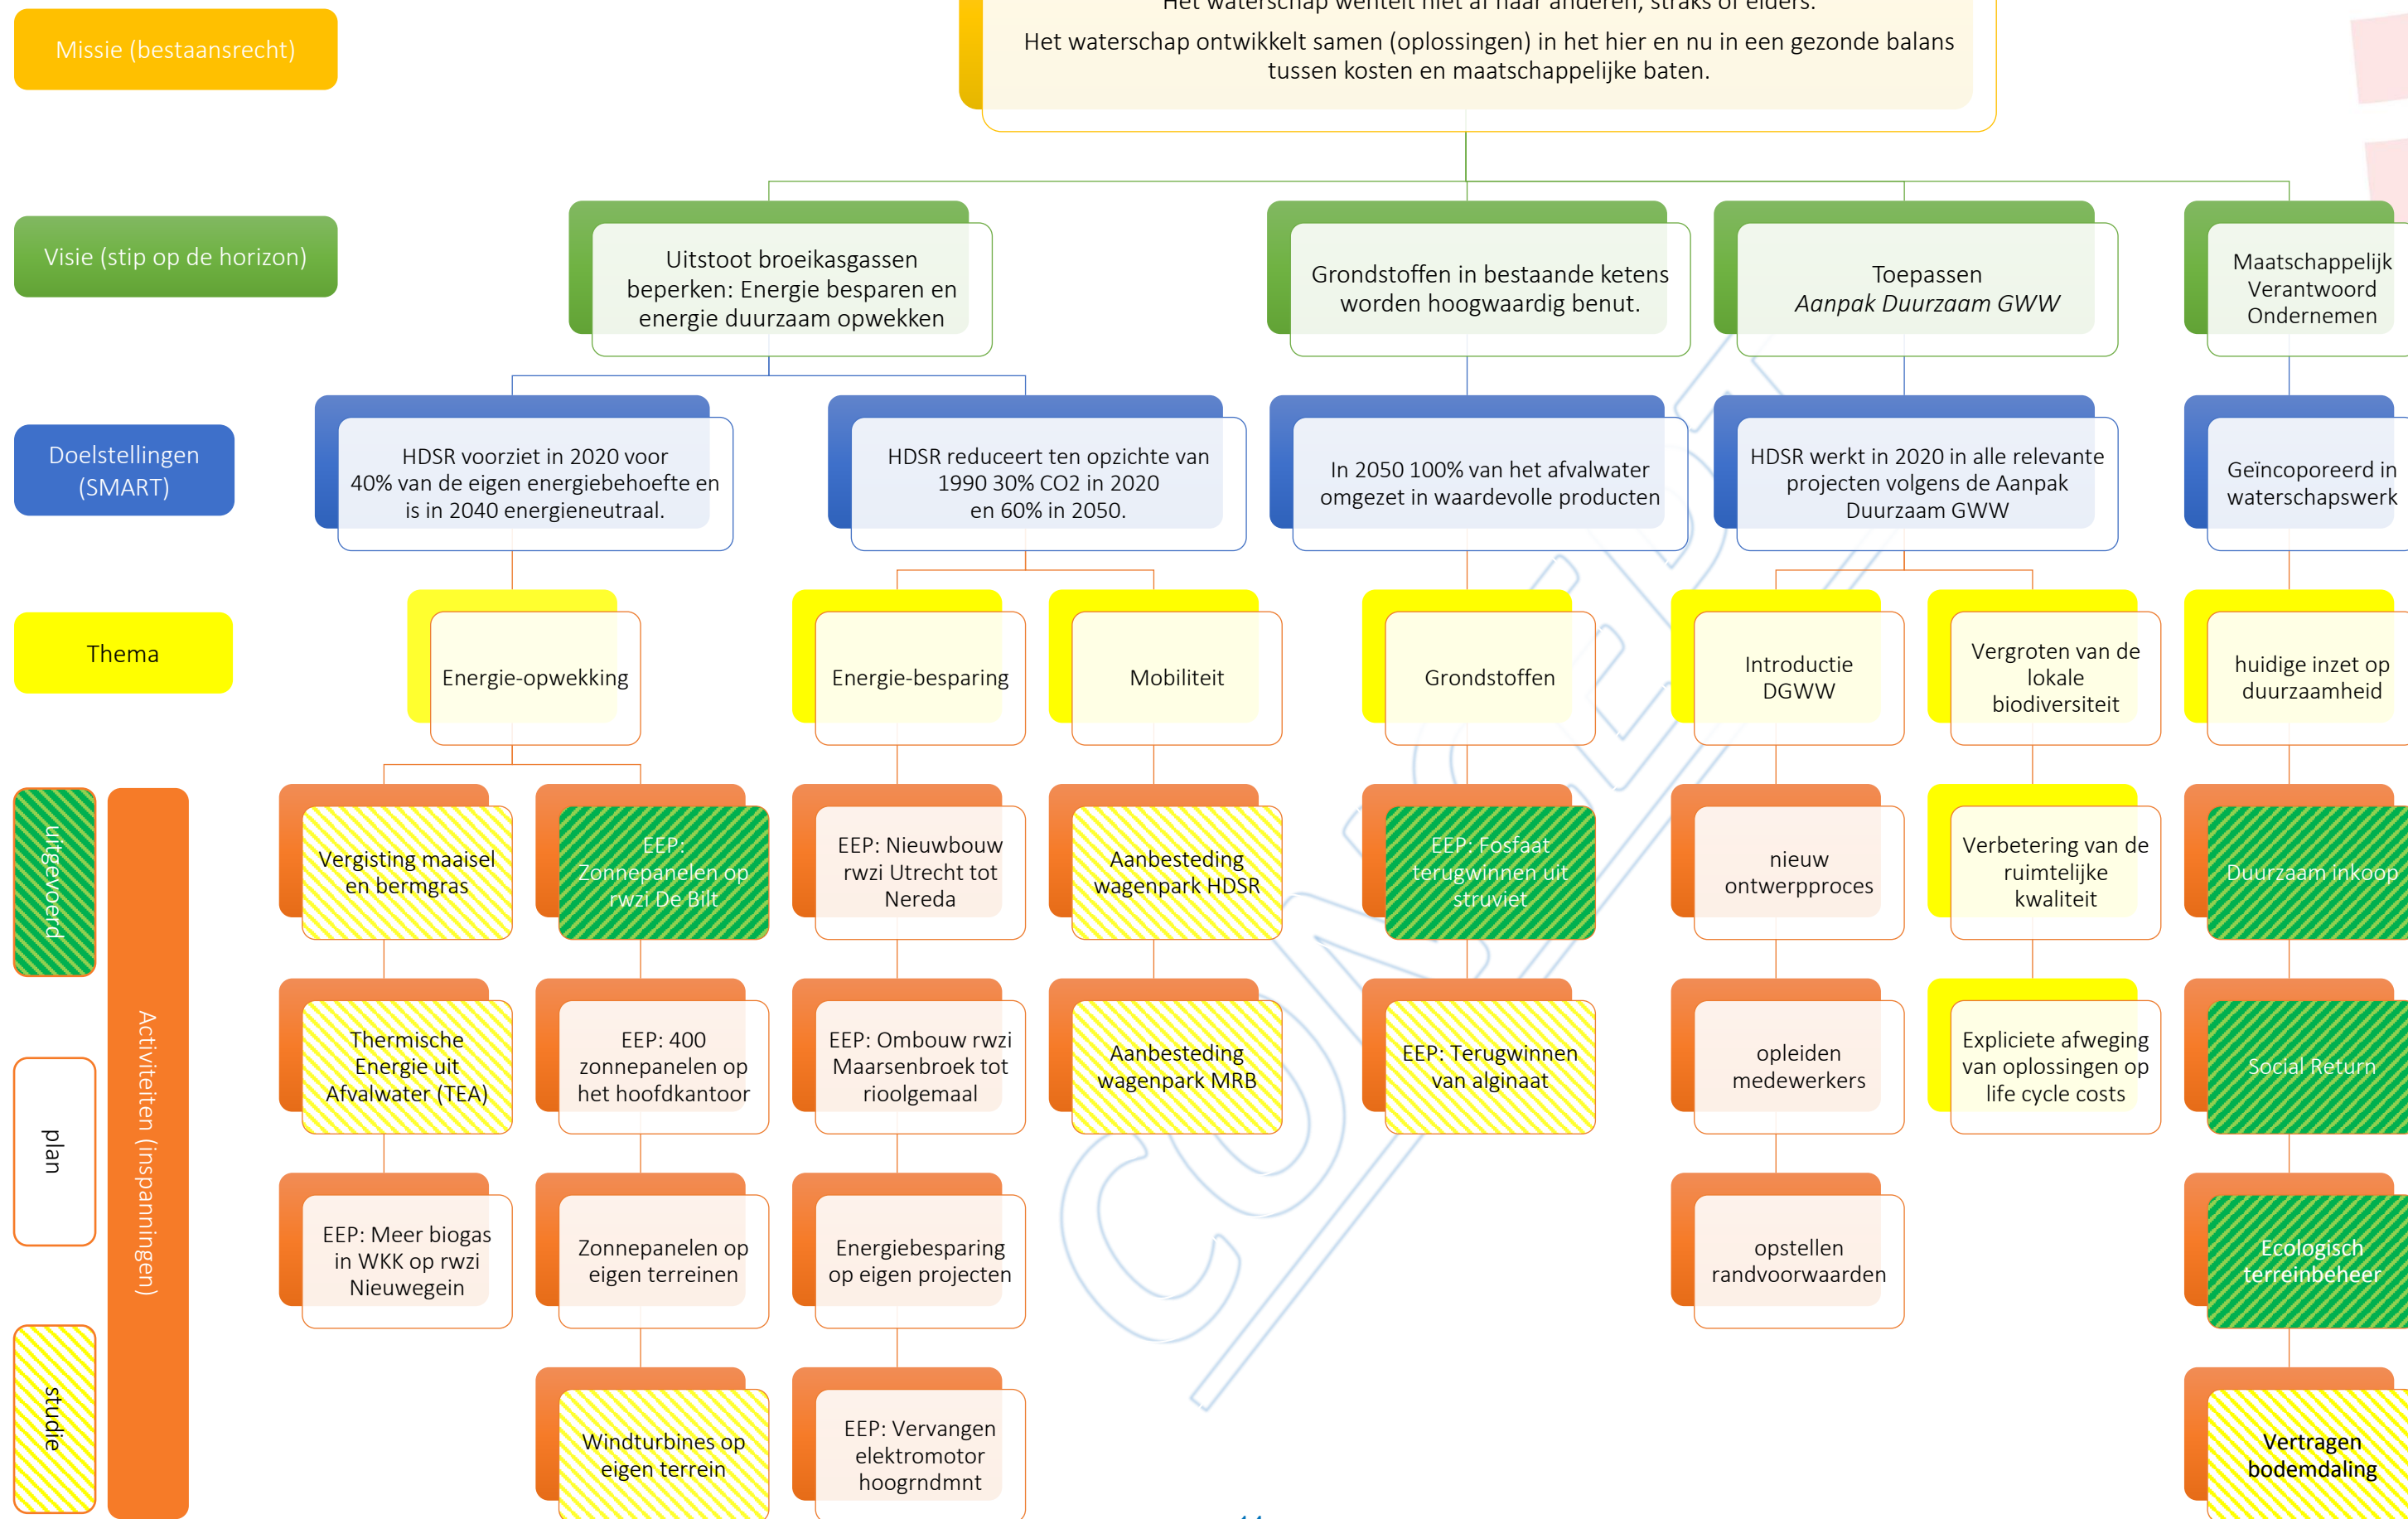 Het waterschap wentelt niet af naar anderen, straks of elders.
Het waterschap ontwikkelt samen (oplossingen) in het hier en nu in een gezonde balans
tussen kosten en maatschappelijke baten.
Missie (bestaansrecht)
Visie (stip op de horizon)
Uitstoot broeikasgassen
beperken: Energie besparen en
energie duurzaam opwekken
Grondstoffen in bestaande ketens
worden hoogwaardig benut.
Toepassen
Aanpak Duurzaam GWW
Maatschappelijk
Verantwoord
Ondernemen
Doelstellingen
(SMART)
HDSR voorziet in 2020 voor
40% van de eigen energiebehoefte en
is in 2040 energieneutraal.
HDSR reduceert ten opzichte van
1990 30% CO2 in 2020
en 60% in 2050.
In 2050 100% van het afvalwater
omgezet in waardevolle producten
HDSR werkt in 2020 in alle relevante
projecten volgens de Aanpak
Duurzaam GWW
Geïncoporeerd in
waterschapswerk
Thema
Energie-opwekking
Energie-besparing
Mobiliteit
Grondstoffen
Introductie
DGWW
Vergroten van de
lokale
biodiversiteit
huidige inzet op
duurzaamheid
uitgevoerd
plan
studie
Activiteiten (inspanningen)
Vergisting maaisel
en bermgras
EEP:
Zonnepanelen op
rwzi De Bilt
EEP: Nieuwbouw
rwzi Utrecht tot
Nereda
Aanbesteding
wagenpark HDSR
EEP: Fosfaat
terugwinnen uit
struviet
nieuw
ontwerpproces
Verbetering van de
ruimtelijke
kwaliteit
Duurzaam inkoop
Thermische
Energie uit
Afvalwater (TEA)
EEP: 400
zonnepanelen op
het hoofdkantoor
EEP: Ombouw rwzi
Maarsenbroek tot
rioolgemaal
Aanbesteding
wagenpark MRB
EEP: Terugwinnen
van alginaat
opleiden
medewerkers
Expliciete afweging
van oplossingen op
life cycle costs
Social Return
EEP: Meer biogas
in WKK op rwzi
Nieuwegein
Zonnepanelen op
eigen terreinen
Energiebesparing
op eigen projecten
opstellen
randvoorwaarden
Ecologisch
terreinbeheer
Windturbines op
eigen terrein
EEP: Vervangen
elektromotor
hoogrndmnt
Vertragen
bodemdaling
CONCEPT